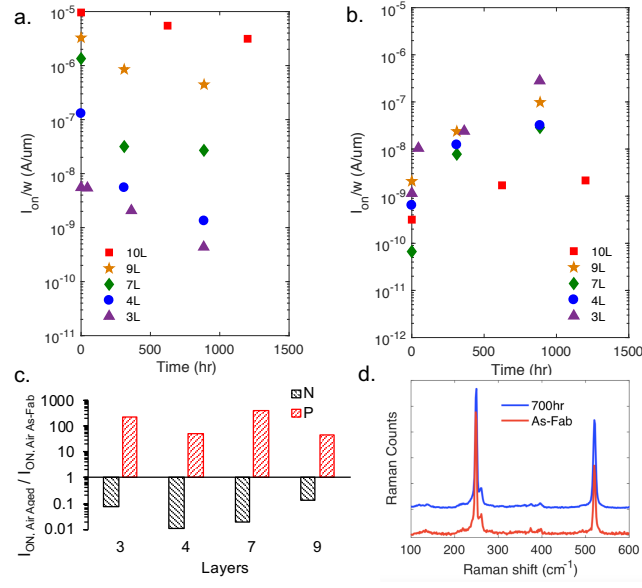 a.
I_on/w (A/um)
10^-5
10^-6
10^-7
10^-8
10^-9
10^-10
10^-11
10L
9L
7L
4L
3L
0 500 1000 1500
Time (hr)
b.
I_on/w (A/um)
10^-5
10^-6
10^-7
10^-8
10^-9
10^-10
10^-11
10^-12
10L
9L
7L
4L
3L
0 500 1000 1500
Time (hr)
c.
I_ON, Air Aged / I_ON, Air As-Fab
1000
100
10
1
0.1
0.01
N
P
3 4 7 9
Layers
d.
Raman Counts
700hr
As-Fab
100 200 300 400 500 600
Raman shift (cm^-1)